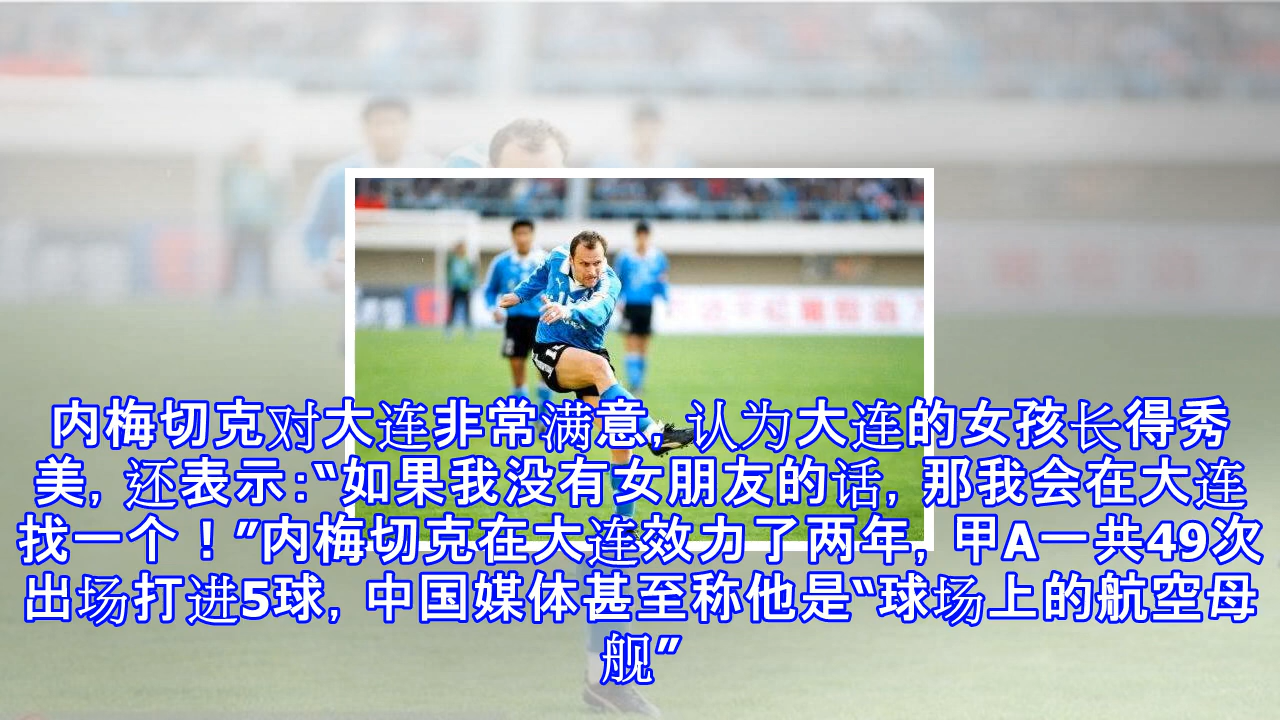 内梅切克对大连非常满意，认为大连的女孩长得秀
美，还表示：“如果我没有女朋友的话，那我会在大连
找一个！”内梅切克在大连效力了两年，甲A一共49次
出场打进5球，中国媒体甚至称他是“球场上的航空母
舰”